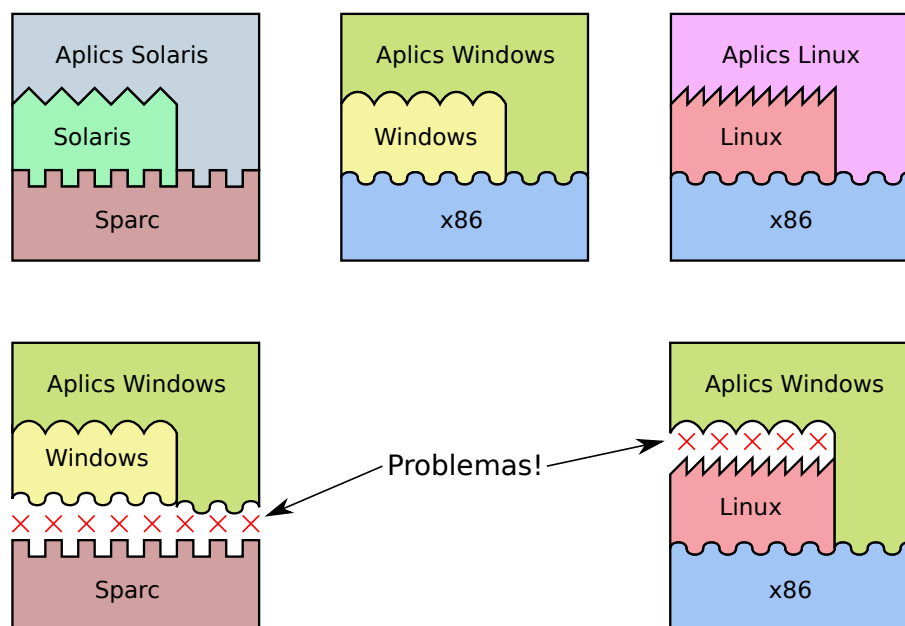 Aplics Solaris
Solaris
Sparc
Aplics Windows
Windows
x86
Aplics Linux
Linux
x86
Aplics Windows
Windows
Sparc
Problemas!
Aplics Windows
Linux
x86